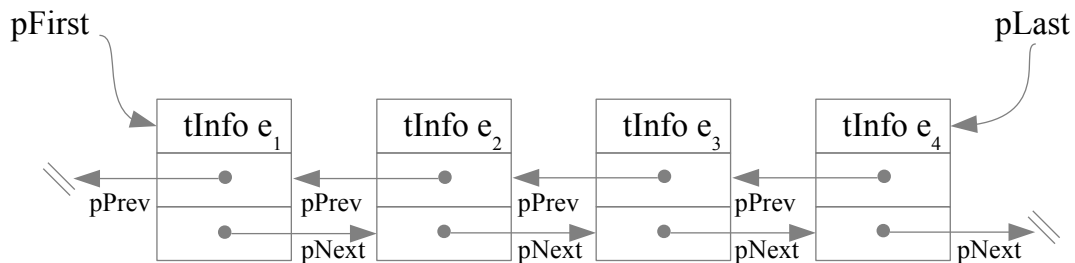 pFirst pLast
tInfo e₁ tInfo e₂ tInfo e₃ tInfo e₄
pPrev pPrev pPrev pPrev
pNext pNext pNext pNext